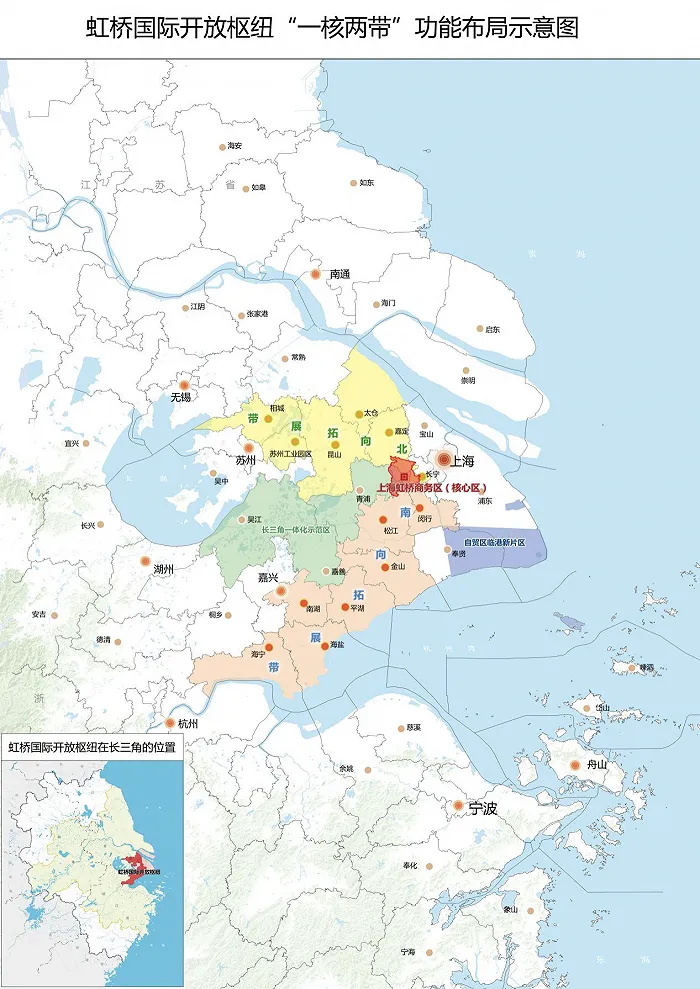 虹桥国际开放枢纽“一核两带”功能布局示意图
海安
江 苏 省
如皋
如东
黄 海
南通
江阴
张家港
海门
启东
常熟
崇明
无锡
相城
太仓
带 展 拓 向 北
嘉定
宝山
宜兴
苏州
苏州工业园区
昆山
上海
长宁
吴中
上海虹桥商务区（核心区）
青浦
浦东
长兴
吴江
长三角一体化示范区
松江
闵行
南 向 拓 展 带
自贸区临港新片区
奉贤
湖州
嘉兴
嘉善
金山
安吉
桐乡
南湖
平湖
德清
海宁
海盐
杭 州 湾
嵊泗
浙
岱山
杭州
慈溪
虹桥国际开放枢纽在长三角的位置
余姚
舟山
宁波
虹桥国际开放枢纽
奉化
象山
宁海
东 海